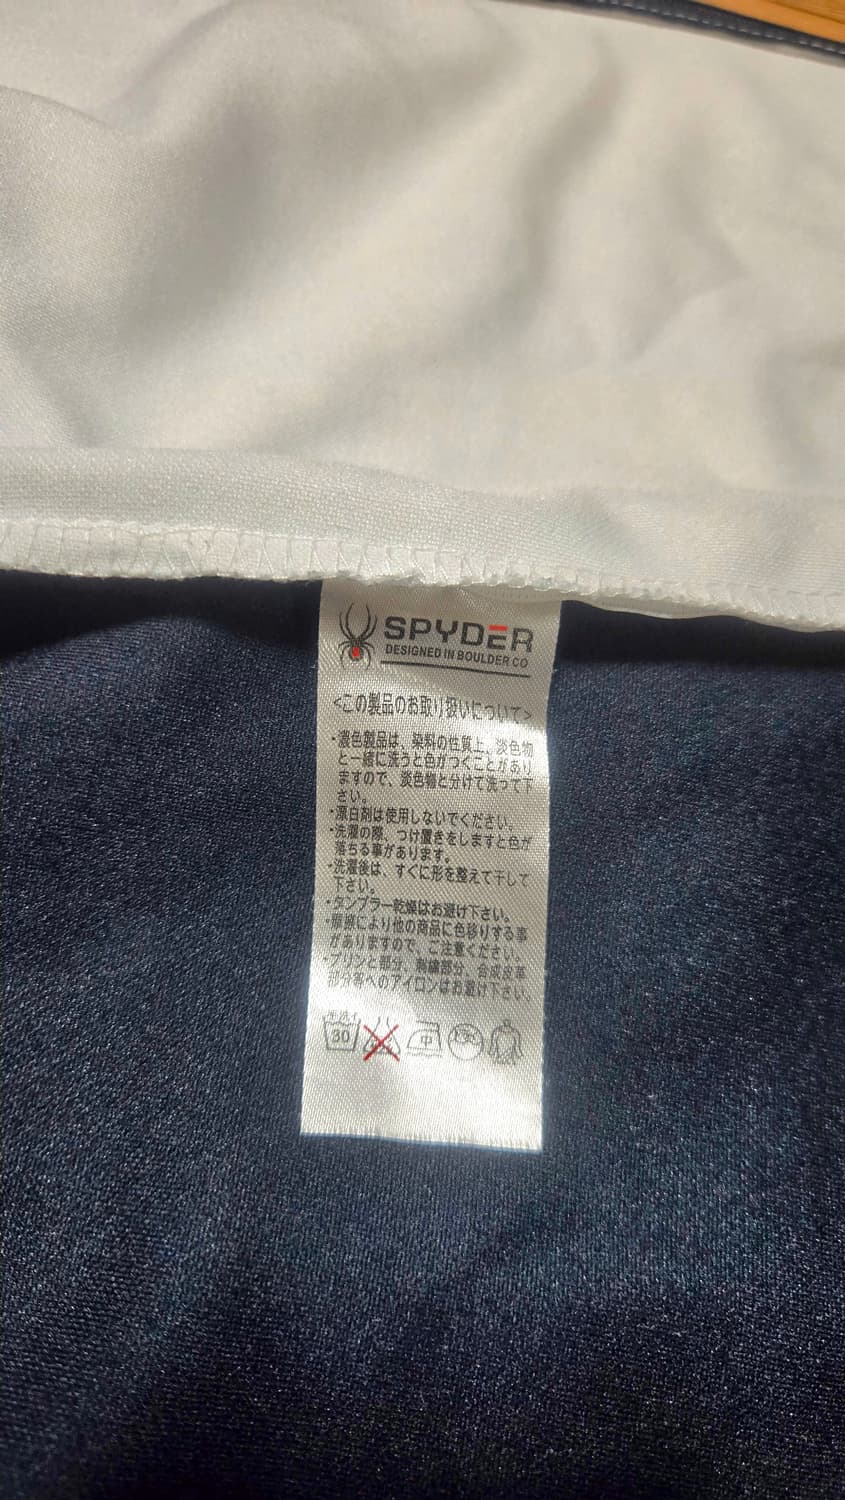 SPYDER
DESIGNED IN BOULDER CO
<この製品のお取り扱いについて>
・濃色製品は、染料の性質上、淡色物
と一緒に洗うと色がつくことがあり
ますので、淡色物と分けて洗って下
さい。
・漂白剤は使用しないでください。
・洗濯の際、つけ置きをしますと色が
落ちる事があります。
・洗濯後は、すぐに形を整えて干して
下さい。
・タンブラー乾燥はお避け下さい。
・摩擦により他の商品に色移りする事
がありますので、ご注意ください。
・プリント部分、刺繍部分、合成皮革
部分等へのアイロンはお避け下さい。
手洗イ
30
中